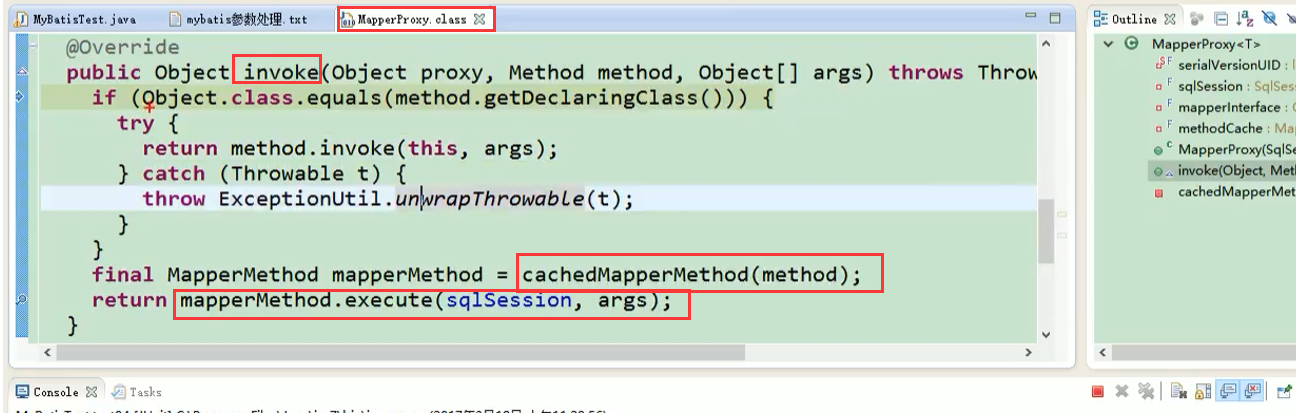 MyBatisTest.java mybatis参数处理.txt MapperProxy.class
@Override
public Object invoke(Object proxy, Method method, Object[] args) throws Throw
if (Object.class.equals(method.getDeclaringClass())) {
try {
return method.invoke(this, args);
} catch (Throwable t) {
throw ExceptionUtil.unwrapThrowable(t);
}
}
final MapperMethod mapperMethod = cachedMapperMethod(method);
return mapperMethod.execute(sqlSession, args);
}
Outline
MapperProxy<T>
serialVersionUID : l
sqlSession : SqlSes
mapperInterface : C
methodCache : Map
MapperProxy(SqlSe
invoke(Object, Meth
cachedMapperMet
Console Tasks